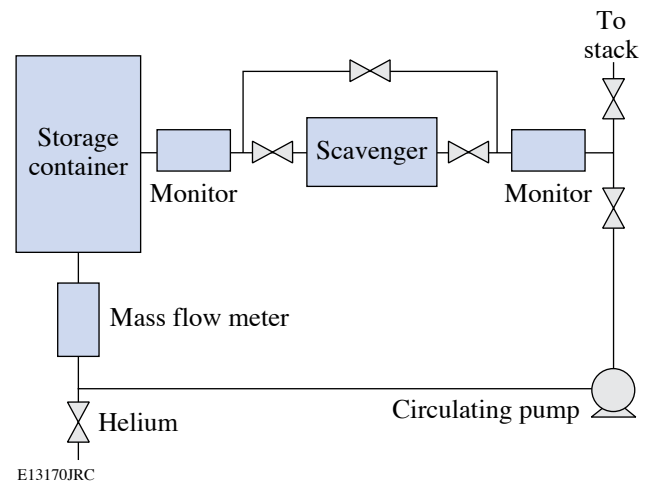 To
stack
Storage
container
Scavenger
Monitor
Monitor
Mass flow meter
Circulating pump
Helium
E13170JRC